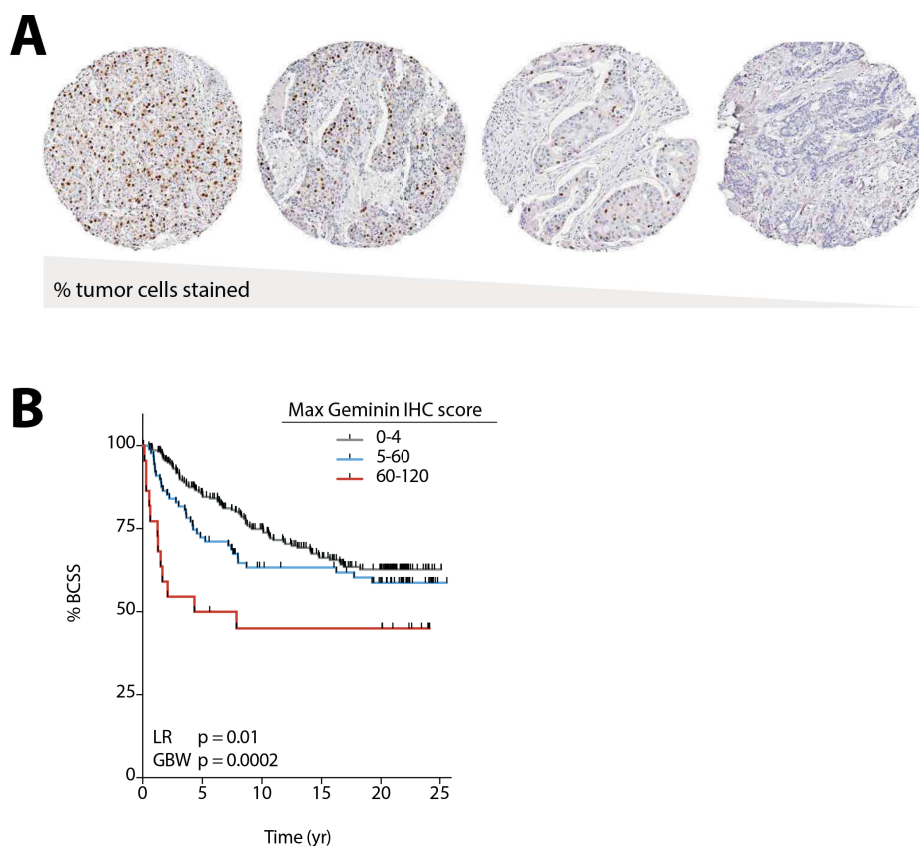 A
% tumor cells stained
B
Max Geminin IHC score
0-4
5-60
60-120
100
75
50
25
0
% BCSS
LR p = 0.01
GBW p = 0.0002
0 5 10 15 20 25
Time (yr)